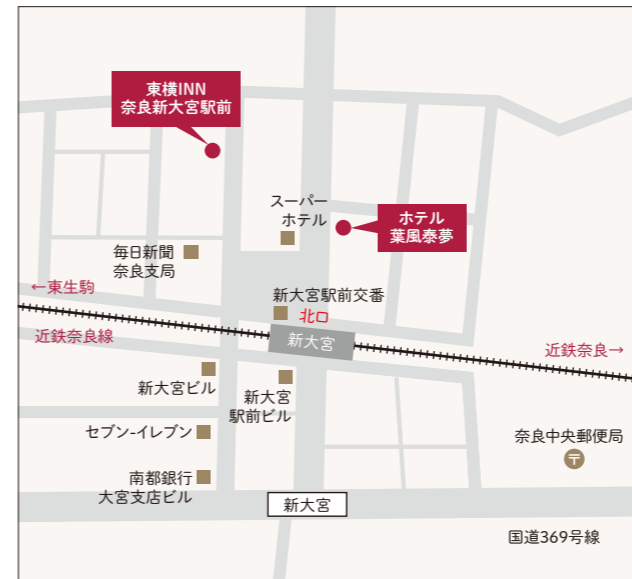 東横INN
奈良新大宮駅前
スーパー
ホテル
ホテル
葉風泰夢
毎日新聞
奈良支局
←東生駒
新大宮駅前交番
北口
近鉄奈良線
新大宮
近鉄奈良→
新大宮ビル
新大宮
駅前ビル
セブン-イレブン
奈良中央郵便局
〒
南都銀行
大宮支店ビル
新大宮
国道369号線